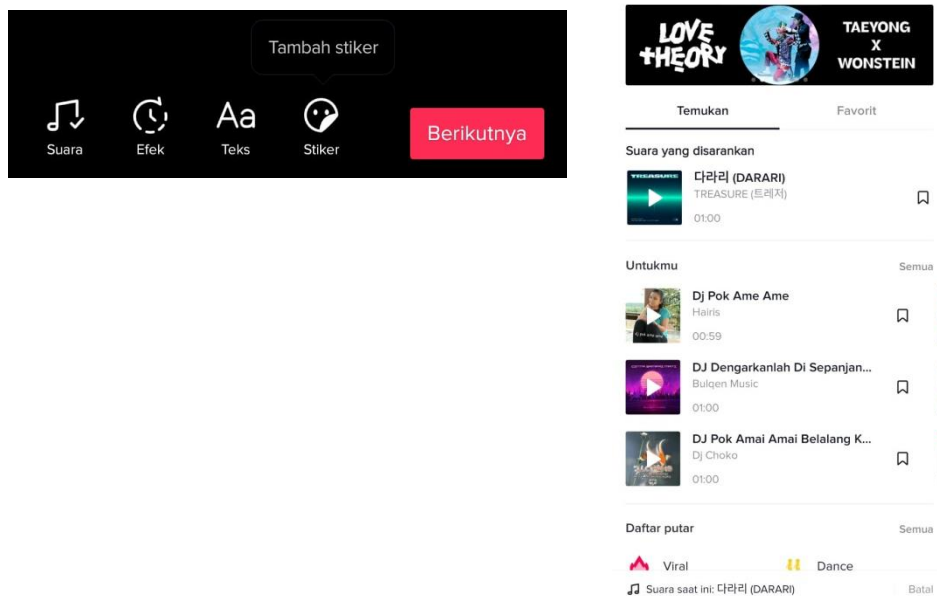 Tambah stiker
Suara
Efek
Teks
Stiker
Berikutnya
LOVE
THEORY
TAEYONG
X
WONSTEIN
Temukan
Favorit
Suara yang disarankan
TREASURE
다라리 (DARARI)
TREASURE (트레저)
01:00
Untukmu
Semua
Dj Pok Ame Ame
Hairis
00:59
DJ Dengarkanlah Di Sepanjan...
Bulqen Music
01:00
DJ Pok Amai Amai Belalang K...
Dj Choko
01:00
Daftar putar
Semua
Viral
Dance
Suara saat ini: 다라리 (DARARI)
Batal